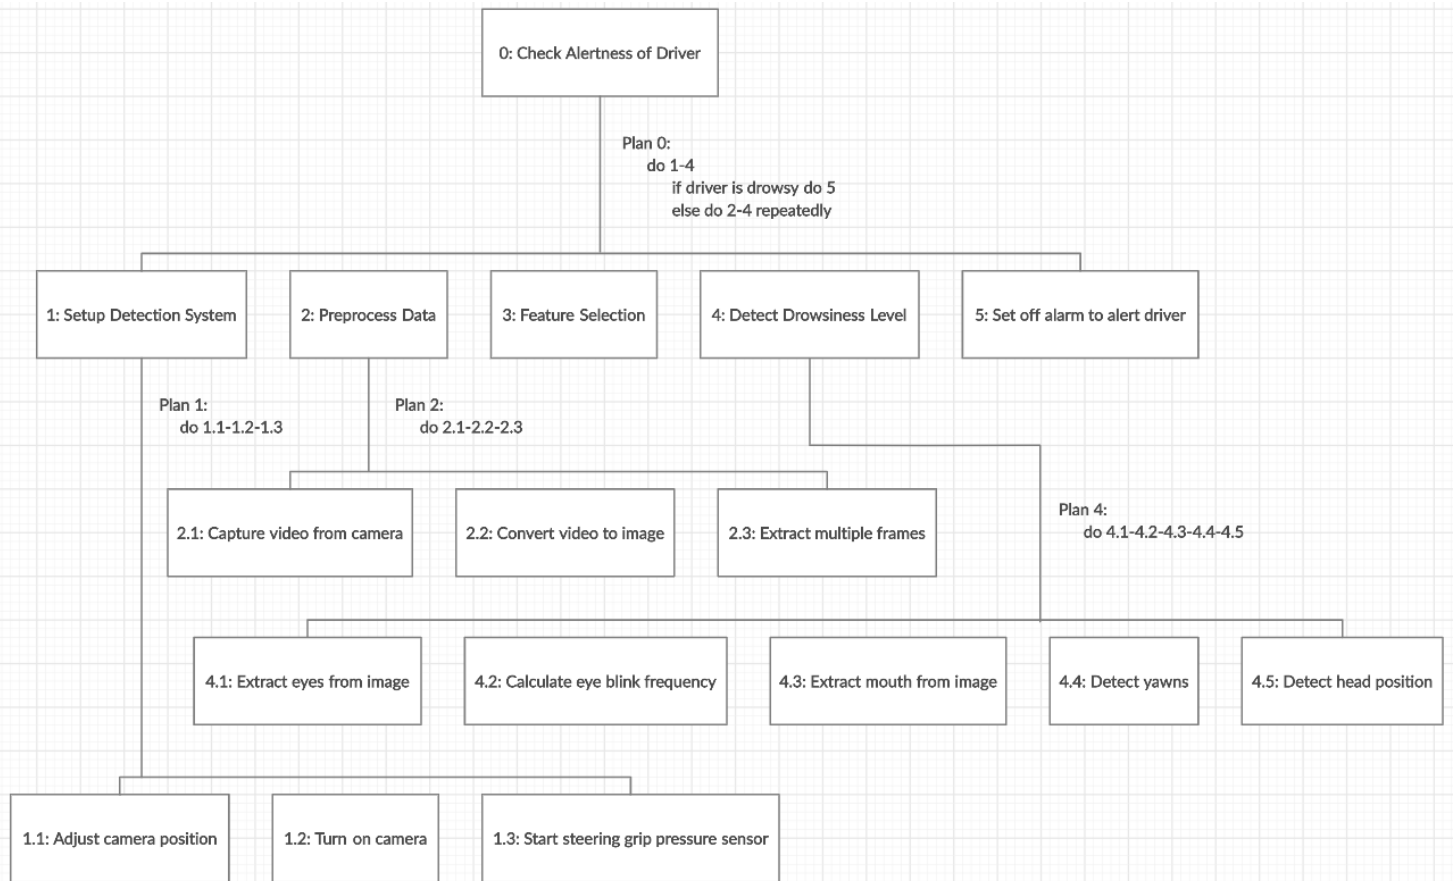 0: Check Alertness of Driver
Plan 0:
do 1-4
if driver is drowsy do 5
else do 2-4 repeatedly
1: Setup Detection System
2: Preprocess Data
3: Feature Selection
4: Detect Drowsiness Level
5: Set off alarm to alert driver
Plan 1:
do 1.1-1.2-1.3
Plan 2:
do 2.1-2.2-2.3
2.1: Capture video from camera
2.2: Convert video to image
2.3: Extract multiple frames
Plan 4:
do 4.1-4.2-4.3-4.4-4.5
4.1: Extract eyes from image
4.2: Calculate eye blink frequency
4.3: Extract mouth from image
4.4: Detect yawns
4.5: Detect head position
1.1: Adjust camera position
1.2: Turn on camera
1.3: Start steering grip pressure sensor